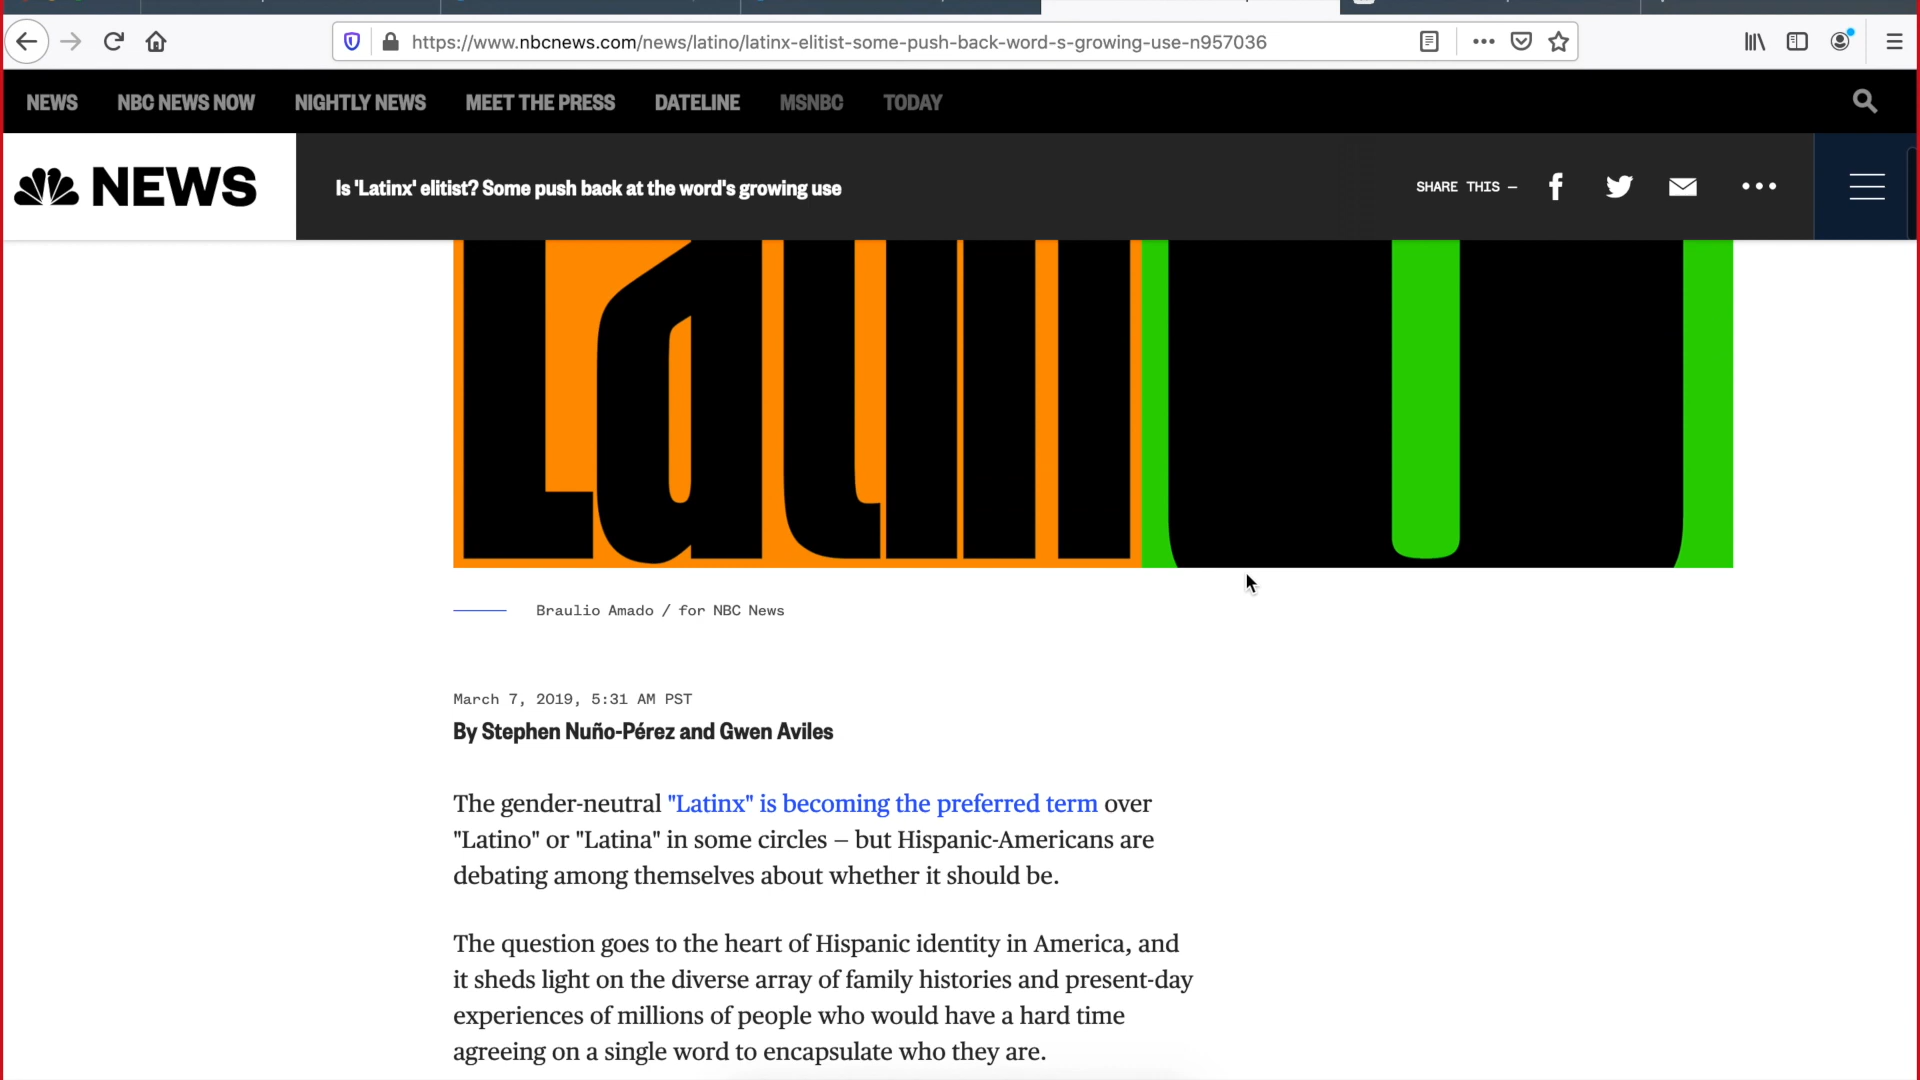 https://www.nbcnews.com/news/latino/latinx-elitist-some-push-back-word-s-growing-use-n957036
NEWS NBC NEWS NOW NIGHTLY NEWS MEET THE PRESS DATELINE MSNBC TODAY
NEWS Is 'Latinx' elitist? Some push back at the word's growing use SHARE THIS –
Latin
Braulio Amado / for NBC News
March 7, 2019, 5:31 AM PST
By Stephen Nuño-Pérez and Gwen Aviles
The gender-neutral "Latinx" is becoming the preferred term over
"Latino" or "Latina" in some circles — but Hispanic-Americans are
debating among themselves about whether it should be.
The question goes to the heart of Hispanic identity in America, and
it sheds light on the diverse array of family histories and present-day
experiences of millions of people who would have a hard time
agreeing on a single word to encapsulate who they are.